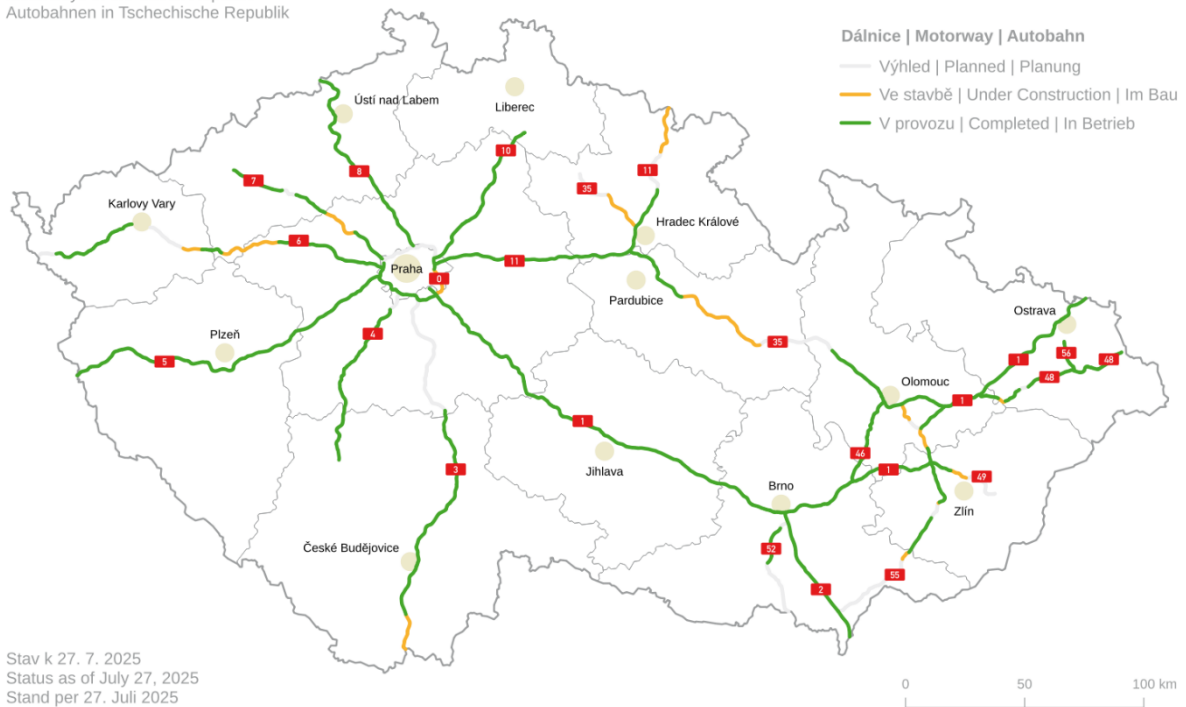 Autobahnen in Tschechische Republik
Dálnice | Motorway | Autobahn
Výhled | Planned | Planung
Ve stavbě | Under Construction | Im Bau
V provozu | Completed | In Betrieb
Ústí nad Labem
Liberec
10
8
7
11
35
Karlovy Vary
Hradec Králové
6
11
Praha
0
Pardubice
Ostrava
4
Plzeň
35
5
1
56
48
48
Olomouc
1
1
46
3
Jihlava
1
49
Brno
Zlín
České Budějovice
52
55
2
Stav k 27. 7. 2025
Status as of July 27, 2025
Stand per 27. Juli 2025
0 50 100 km